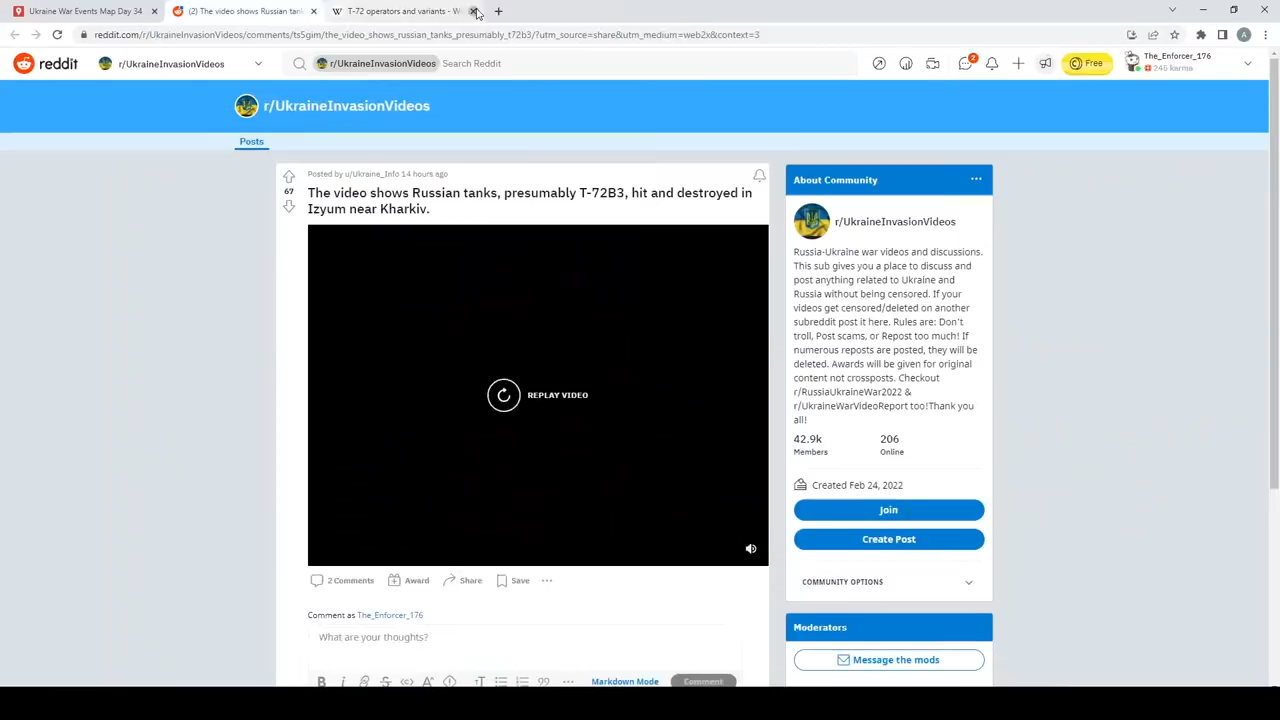 Ukraine War Events Map Day 34
(2) The video shows Russian tank
T-72 operators and variants - W
reddit.com/r/UkraineInvasionVideos/comments/ts5gim/the_video_shows_russian_tanks_presumably_t72b3/?utm_source=share&utm_medium=web2x&context=3
A
reddit
r/UkraineInvasionVideos
r/UkraineInvasionVideos
Search Reddit
2
Free
The_Enforcer_176
245 karma
r/UkraineInvasionVideos
Posts
Posted by u/Ukraine_Info 14 hours ago
67
The video shows Russian tanks, presumably T-72B3, hit and destroyed in
Izyum near Kharkiv.
REPLAY VIDEO
2 Comments
Award
Share
Save
Comment as The_Enforcer_176
What are your thoughts?
Markdown Mode
Comment
About Community
r/UkraineInvasionVideos
Russia-Ukraine war videos and discussions.
This sub gives you a place to discuss and
post anything related to Ukraine and
Russia without being censored. If your
videos get censored/deleted on another
subreddit post it here. Rules are: Don't
troll, Post scams, or Repost too much! If
numerous reposts are posted, they will be
deleted. Awards will be given for original
content not crossposts. Checkout
r/RussiaUkraineWar2022 &
r/UkraineWarVideoReport too!Thank you
all!
42.9k
Members
206
Online
Created Feb 24, 2022
Join
Create Post
COMMUNITY OPTIONS
Moderators
Message the mods